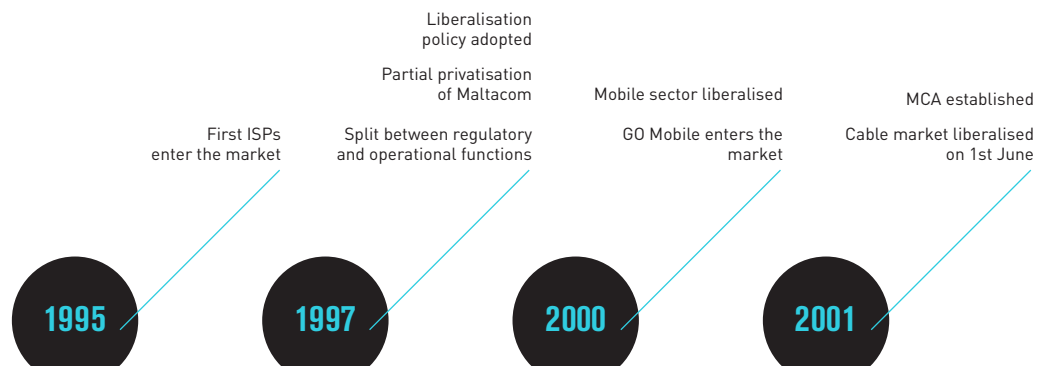 First ISPs
enter the market
1995
Liberalisation
policy adopted
Partial privatisation
of Maltacom
Split between regulatory
and operational functions
1997
Mobile sector liberalised
GO Mobile enters the
market
2000
MCA established
Cable market liberalised
on 1st June
2001